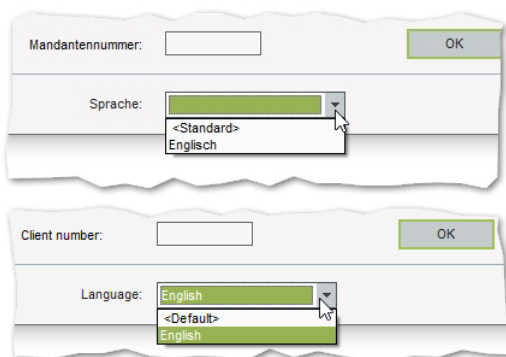 Mandantennummer:
OK
Sprache:
<Standard>
Englisch
Client number:
OK
Language: English
<Default>
English